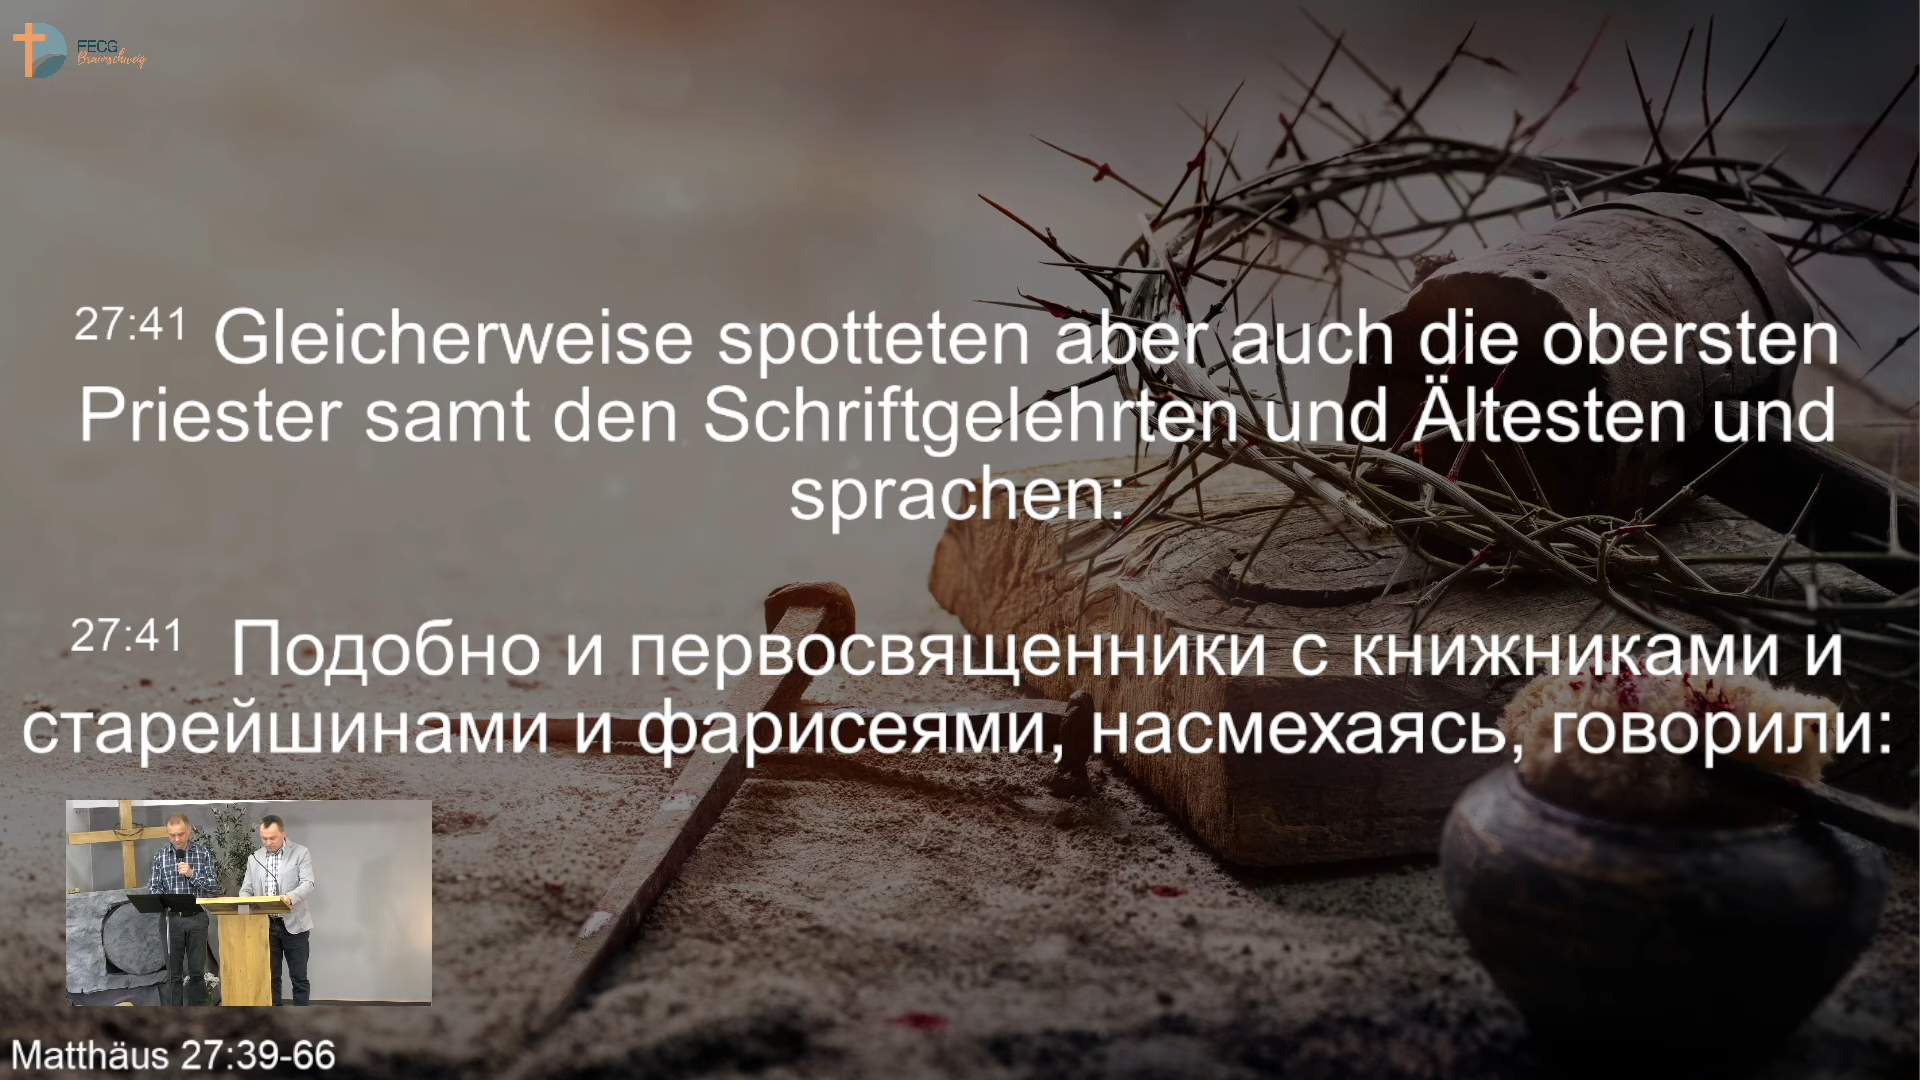 FECG
Braunschweig
27:41 Gleicherweise spotteten aber auch die obersten
Priester samt den Schriftgelehrten und Ältesten und
sprachen:
27:41 Подобно и первосвященники с книжниками и
старейшинами и фарисеями, насмехаясь, говорили:
Matthäus 27:39-66